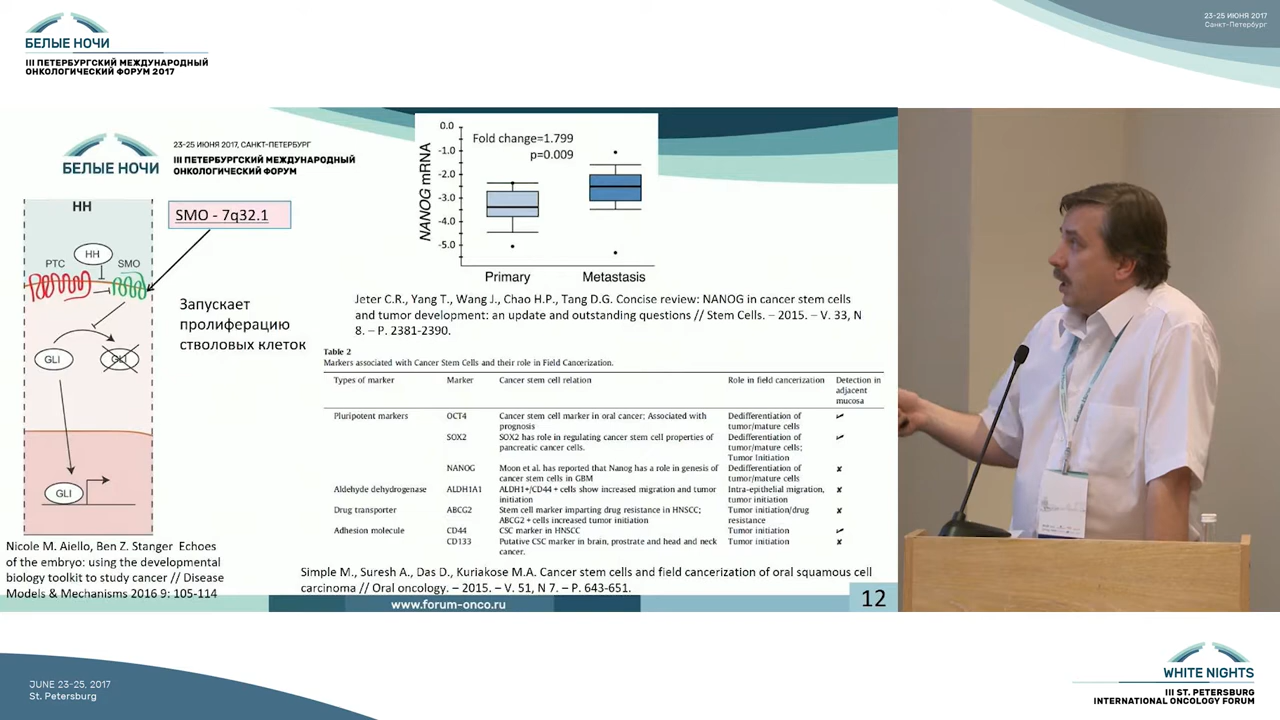 БЕЛЫЕ НОЧИ
III ПЕТЕРБУРГСКИЙ МЕЖДУНАРОДНЫЙ
ОНКОЛОГИЧЕСКИЙ ФОРУМ 2017
23-25 ИЮНЯ 2017
Санкт-Петербург
БЕЛЫЕ НОЧИ
23-25 ИЮНЯ 2017, САНКТ-ПЕТЕРБУРГ
III ПЕТЕРБУРГСКИЙ МЕЖДУНАРОДНЫЙ
ОНКОЛОГИЧЕСКИЙ ФОРУМ
HH
SMO - 7q32.1
HH
PTC
SMO
GLI
GLI
GLI
Запускает
пролиферацию
стволовых клеток
Nicole M. Aiello, Ben Z. Stanger Echoes
of the embryo: using the developmental
biology toolkit to study cancer // Disease
Models & Mechanisms 2016 9: 105-114
NANOG mRNA
0.0
-1.0
-2.0
-3.0
-4.0
-5.0
Fold change=1.799
p=0.009
Primary Metastasis
Jeter C.R., Yang T., Wang J., Chao H.P., Tang D.G. Concise review: NANOG in cancer stem cells
and tumor development: an update and outstanding questions // Stem Cells. – 2015. – V. 33, N
8. – P. 2381-2390.
Table 2
Markers associated with Cancer Stem Cells and their role in Field Cancerization.
Types of marker Marker Cancer stem cell relation Role in field cancerization Detection in
adjacent
mucosa
Pluripotent markers OCT4 Cancer stem cell marker in oral cancer; Associated with Dedifferentiation of ✓
prognosis tumor/mature cells
SOX2 SOX2 has role in regulating cancer stem cell properties of Dedifferentiation of ✓
pancreatic cancer cells. tumor/mature cells;
Tumor Initiation
NANOG Moon et al. has reported that Nanog has a role in genesis of Dedifferentiation of ✗
cancer stem cells in GBM tumor/mature cells
Aldehyde dehydrogenase ALDH1A1 ALDH1+/CD44 + cells show increased migration and tumor Intra-epithelial migration, ✗
initiation tumor initiation
Drug transporter ABCG2 Stem cell marker imparting drug resistance in HNSCC; Tumor initiation/drug ✗
ABCG2 + cells increased tumor initiation resistance
Adhesion molecule CD44 CSC marker in HNSCC Tumor initiation ✓
CD133 Putative CSC marker in brain, prostrate and head and neck Tumor initiation ✗
cancer.
Simple M., Suresh A., Das D., Kuriakose M.A. Cancer stem cells and field cancerization of oral squamous cell
carcinoma // Oral oncology. – 2015. – V. 51, N 7. – P. 643-651.
www.forum-onco.ru
12
JUNE 23-25, 2017
St. Petersburg
WHITE NIGHTS
III ST. PETERSBURG
INTERNATIONAL ONCOLOGY FORUM